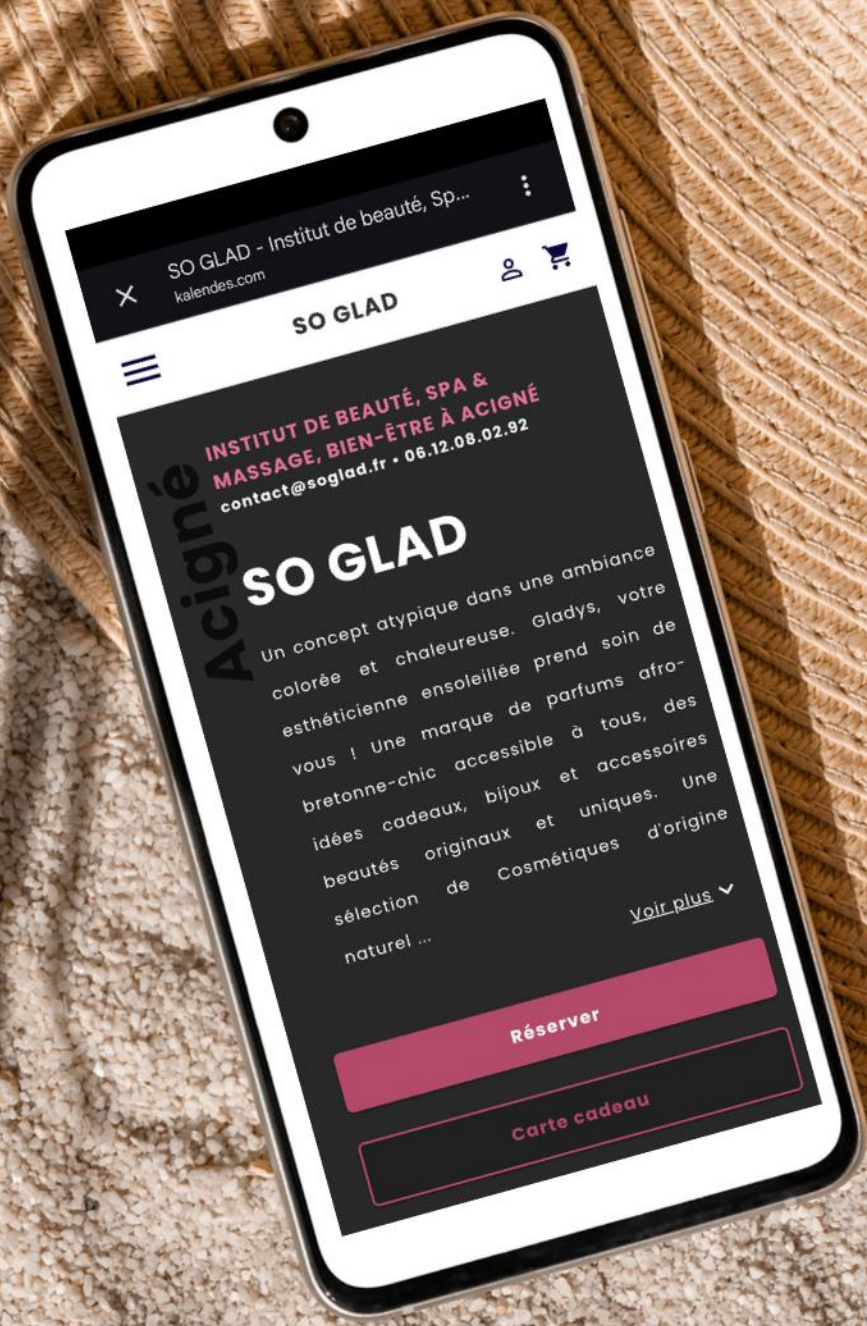 SO GLAD - Institut de beauté, Sp...
kalendes.com
SO GLAD
INSTITUT DE BEAUTÉ, SPA &
MASSAGE, BIEN-ÊTRE À ACIGNÉ
contact@soglad.fr • 06.12.08.02.92
Acigné
SO GLAD
Un concept atypique dans une ambiance
colorée et chaleureuse. Gladys, votre
esthéticienne ensoleillée prend soin de
vous ! Une marque de parfums afro-
bretonne-chic accessible à tous, des
idées cadeaux, bijoux et accessoires
beautés originaux et uniques. Une
sélection de Cosmétiques d'origine
naturel ...
Voir plus
Réserver
Carte cadeau